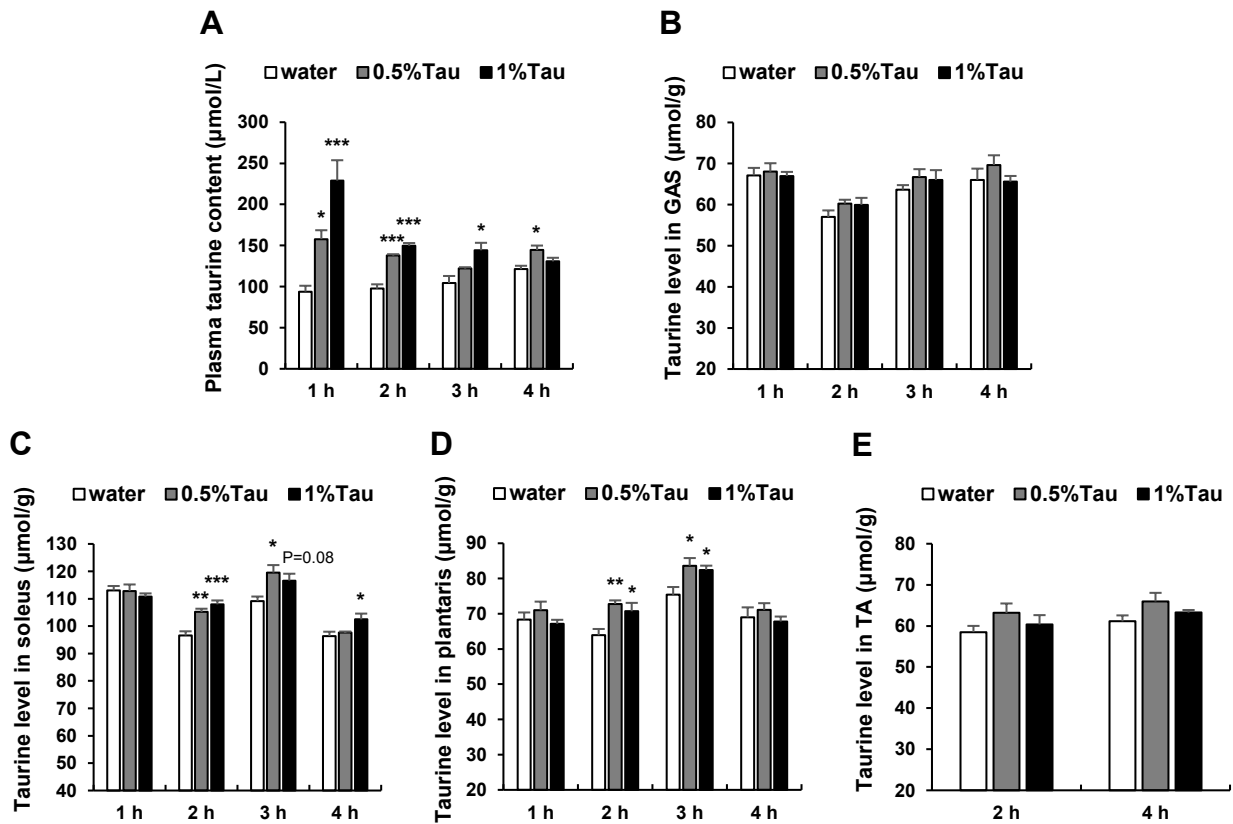 A
water 0.5%Tau 1%Tau
Plasma taurine content (µmol/L)
300
250
200
150
100
50
0
*
***
***
***
*
*
1 h 2 h 3 h 4 h
B
water 0.5%Tau 1%Tau
Taurine level in GAS (µmol/g)
80
70
60
50
40
30
20
1 h 2 h 3 h 4 h
C
water 0.5%Tau 1%Tau
Taurine level in soleus (µmol/g)
130
120
110
100
90
80
70
60
50
40
**
***
*
P=0.08
*
1 h 2 h 3 h 4 h
D
water 0.5%Tau 1%Tau
Taurine level in plantaris (µmol/g)
90
80
70
60
50
40
30
20
**
*
*
*
1 h 2 h 3 h 4 h
E
water 0.5%Tau 1%Tau
Taurine level in TA (µmol/g)
80
70
60
50
40
30
20
2 h 4 h